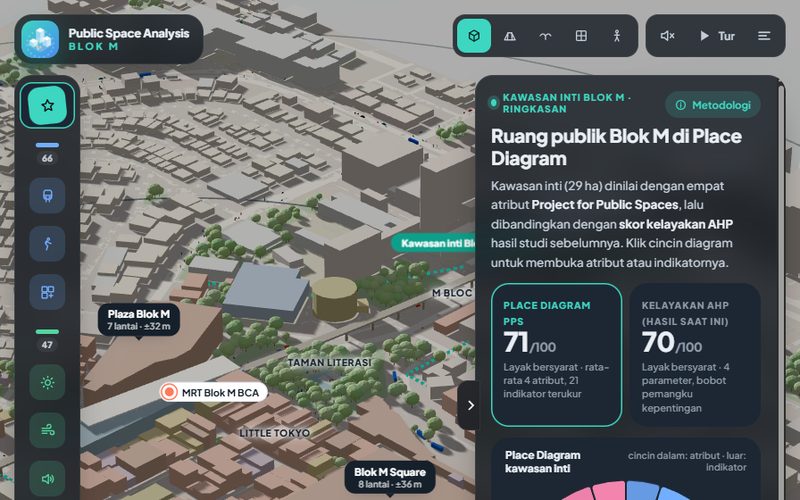 Public Space Analysis
BLOK M
Tur
66
47
KAWASAN INTI BLOK M ·
RINGKASAN
Metodologi
Ruang publik Blok M di Place
Diagram
Kawasan inti (29 ha) dinilai dengan empat
atribut Project for Public Spaces, lalu
dibandingkan dengan skor kelayakan AHP
hasil studi sebelumnya. Klik cincin diagram
untuk membuka atribut atau indikatornya.
PLACE DIAGRAM
PPS
71/100
Layak bersyarat · rata-
rata 4 atribut, 21
indikator terukur
KELAYAKAN AHP
(HASIL SAAT INI)
70/100
Layak bersyarat · 4
parameter, bobot
pemangku
kepentingan
Place Diagram
kawasan inti
cincin dalam: atribut · luar:
indikator
Kawasan inti Bl
M BLOC
Plaza Blok M
7 lantai · ±32 m
TAMAN LITERASI
MRT Blok M BCA
LITTLE TOKYO
Blok M Square
8 lantai · ±36 m